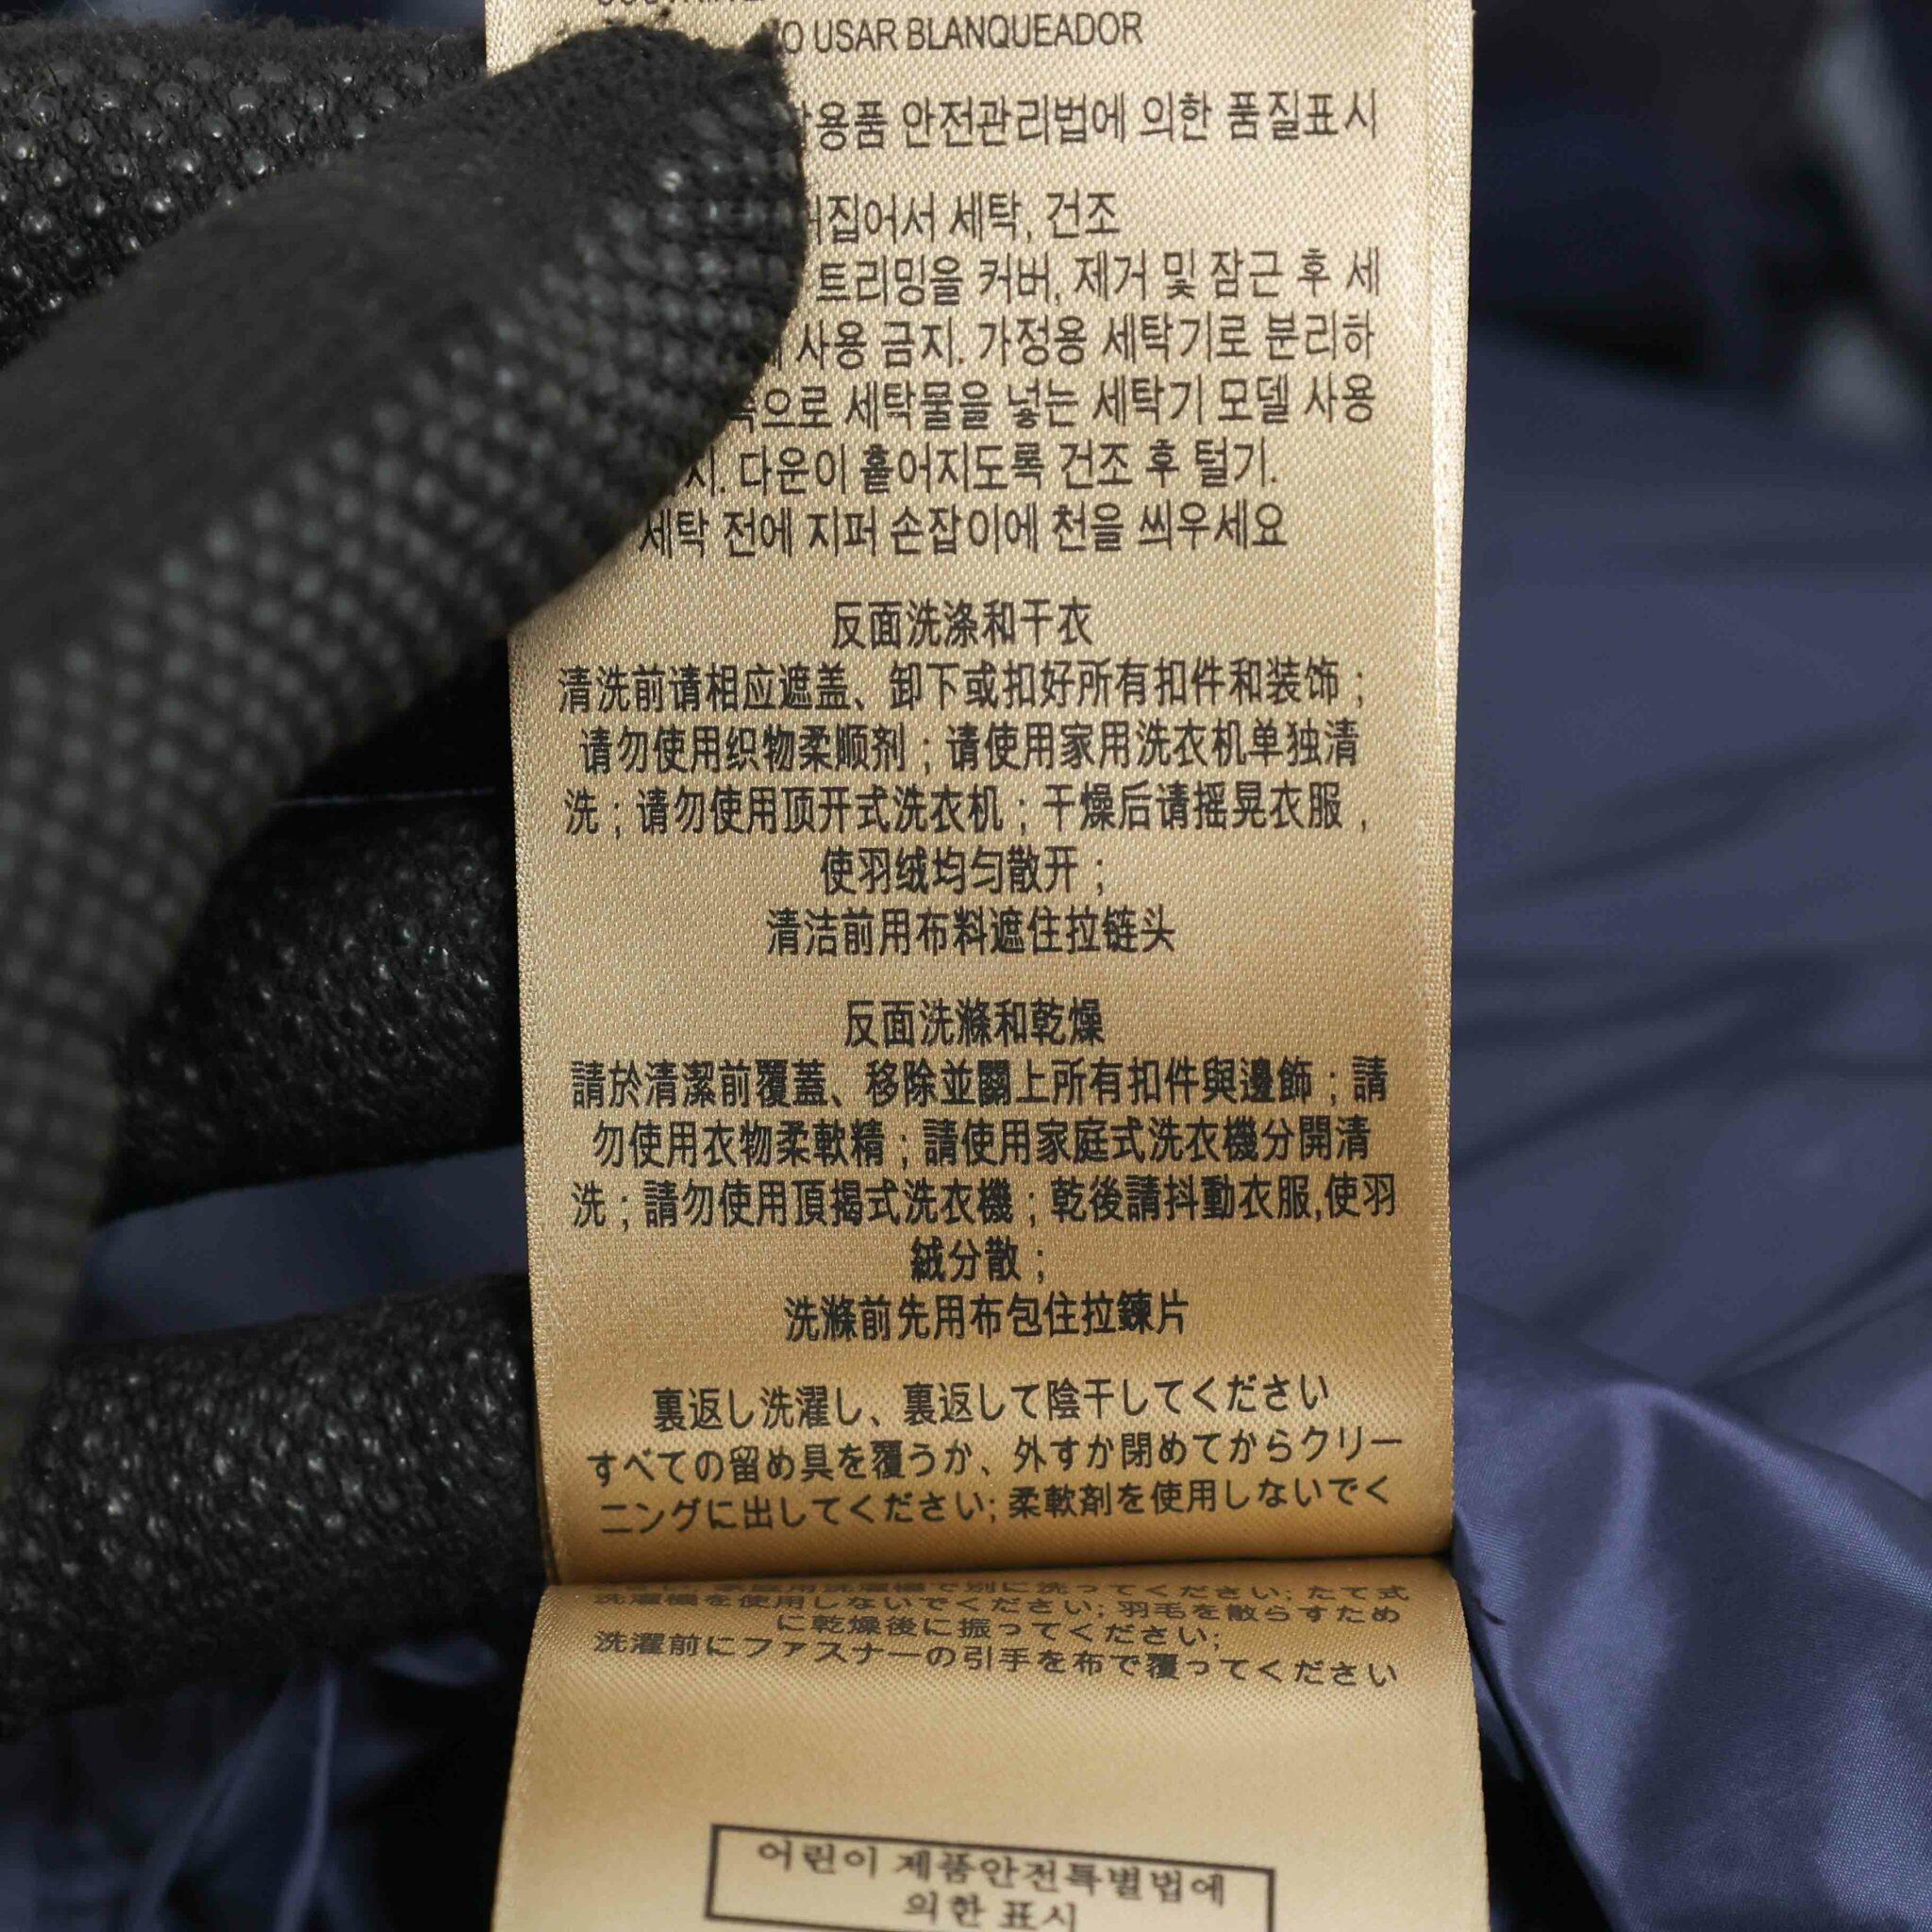 USAR BLANQUEADOR
안전관리법에 의한 품질표시
세탁, 건조
트리밍을 커버, 제거 및 잠근 후 세
사용 금지. 가정용 세탁기로 분리하
세탁물을 넣는 세탁기 모델 사용
다운이 흩어지도록 건조 후 털기.
세탁 전에 지퍼 손잡이에 천을 씌우세요
反面洗涤和干衣
清洗前请相应遮盖、卸下或扣好所有扣件和装饰；
请勿使用织物柔顺剂；请使用家用洗衣机单独清
洗；请勿使用顶开式洗衣机；干燥后请摇晃衣服，
使羽绒均匀散开；
清洁前用布料遮住拉链头
反面洗滌和乾燥
請於清潔前覆蓋、移除並關上所有扣件與邊飾；請
勿使用衣物柔軟精；請使用家庭式洗衣機分開清
洗；請勿使用頂揭式洗衣機；乾後請抖動衣服,使羽
絨分散；
洗滌前先用布包住拉鍊片
裏返し洗濯し、裏返して陰干してください
すべての留め具を覆うか、外すか閉めてからクリー
ニングに出してください; 柔軟剤を使用しないでく
洗濯機を使用しないでください; 羽毛を散らすため
に乾燥後に振ってください;
洗濯前にファスナーの引手を布で覆ってください
어린이 제품안전특별법에
의한 표시